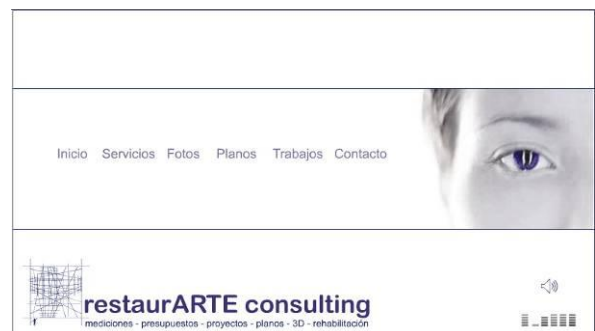 Inicio Servicios Fotos Planos Trabajos Contacto
restaurARTE consulting
mediciones - presupuestos - proyectos - planos - 3D - rehabilitación